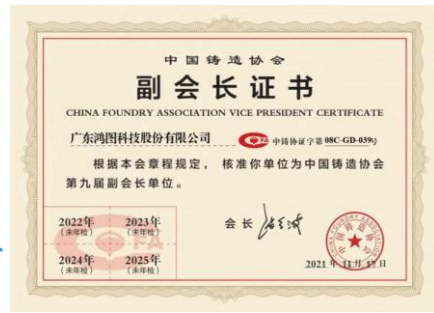 中国铸造协会
副会长证书
CHINA FOUNDRY ASSOCIATION VICE PRESIDENT CERTIFICATE
广东鸿图科技股份有限公司 中铸协证字第 08C-GD-039号
根据本会章程规定，核准你单位为中国铸造协会
第九届副会长单位。
2022年 2023年
（未年检） （未年检）
2024年 2025年
（未年检） （未年检）
会长
2021年11月17日